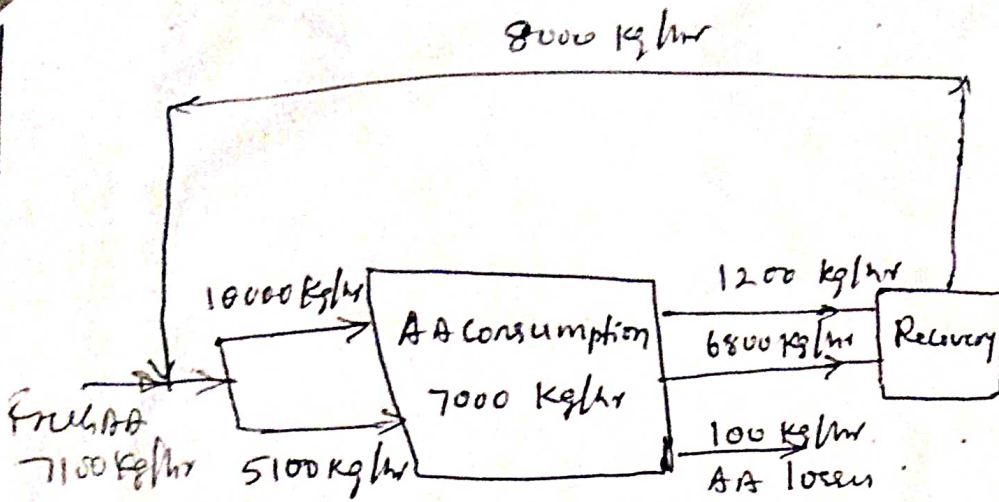 8000 Kg/hr
10000 Kg/hr
AA Consumption
7000 Kg/hr
1200 kg/hr
6800 kg/hr
Recovery
Fresh AA
7100 kg/hr
5100 kg/hr
100 kg/hr
AA losses